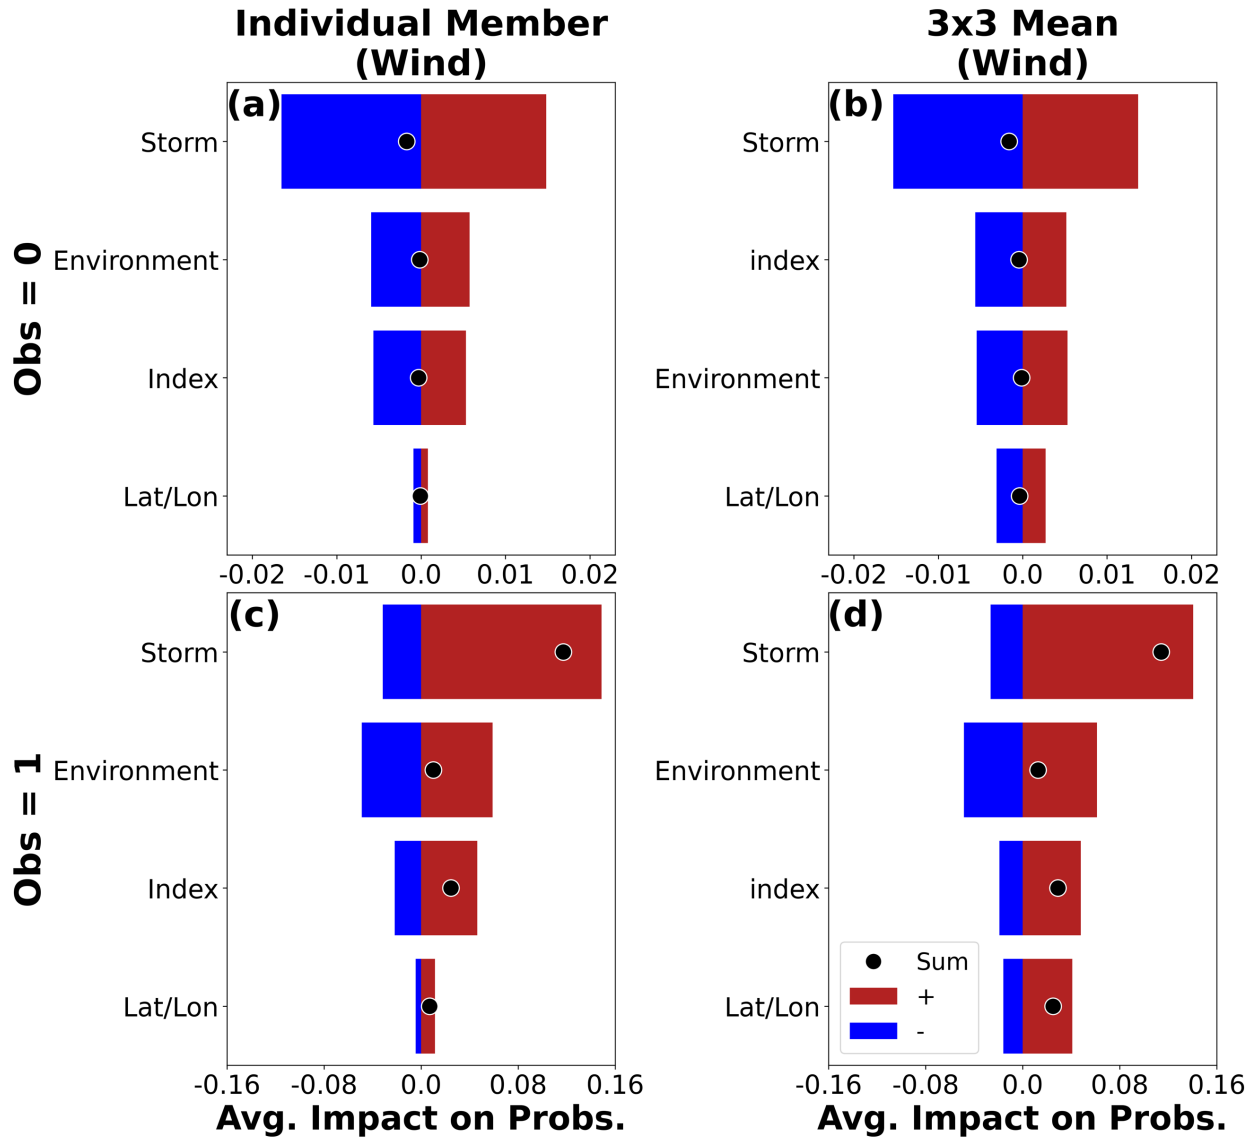 Individual Member
(Wind)
3x3 Mean
(Wind)
Obs = 0
(a)
Storm
Environment
Index
Lat/Lon
-0.02 -0.01 0.0 0.01 0.02
(b)
Storm
index
Environment
Lat/Lon
-0.02 -0.01 0.0 0.01 0.02
Obs = 1
(c)
Storm
Environment
Index
Lat/Lon
-0.16 -0.08 0.0 0.08 0.16
Avg. Impact on Probs.
(d)
Storm
Environment
index
Lat/Lon
Sum
+
-
-0.16 -0.08 0.0 0.08 0.16
Avg. Impact on Probs.